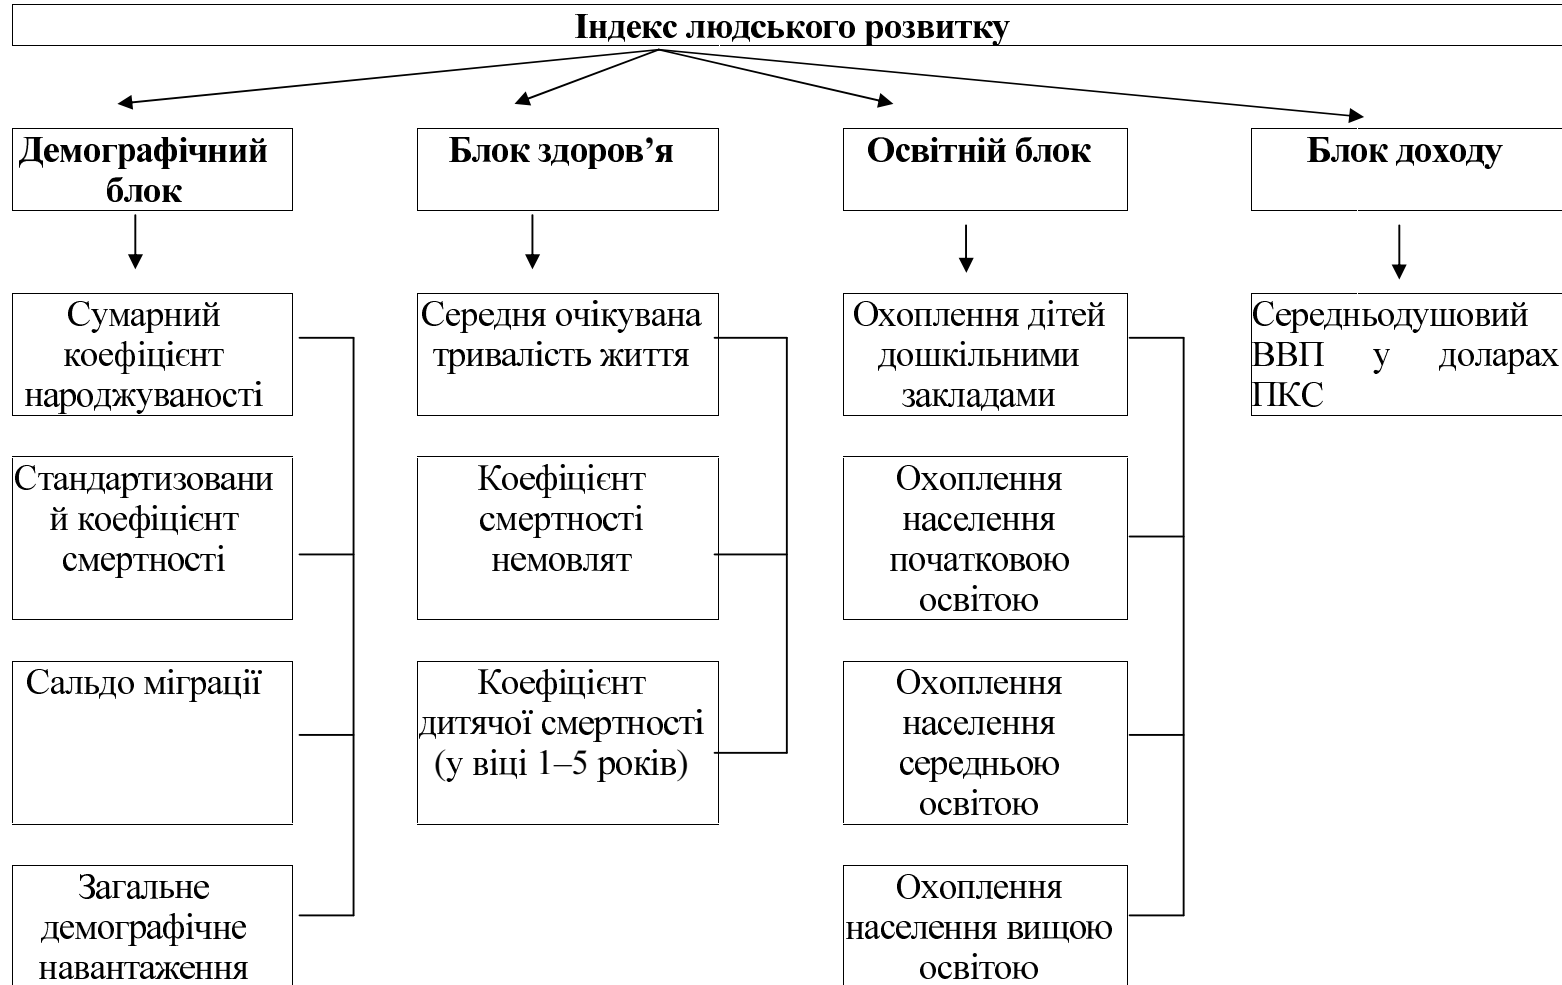 Індекс людського розвитку
Демографічний
блок
Блок здоров’я
Освітній блок
Блок доходу
Сумарний
коефіцієнт
народжуваності
Середня очікувана
тривалість життя
Охоплення дітей
дошкільними
закладами
Середньодушовий
ВВП у доларах
ПКС
Стандартизовани
й коефіцієнт
смертності
Коефіцієнт
смертності
немовлят
Охоплення
населення
початковою
освітою
Сальдо міграції
Коефіцієнт
дитячої смертності
(у віці 1–5 років)
Охоплення
населення
середньою
освітою
Загальне
демографічне
навантаження
Охоплення
населення вищою
освітою